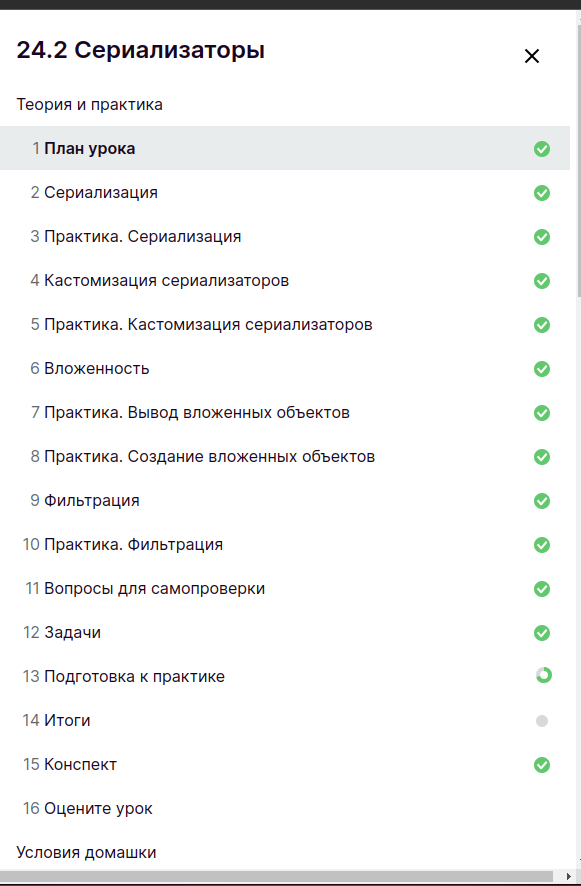 24.2 Сериализаторы
Теория и практика
1 План урока
2 Сериализация
3 Практика. Сериализация
4 Кастомизация сериализаторов
5 Практика. Кастомизация сериализаторов
6 Вложенность
7 Практика. Вывод вложенных объектов
8 Практика. Создание вложенных объектов
9 Фильтрация
10 Практика. Фильтрация
11 Вопросы для самопроверки
12 Задачи
13 Подготовка к практике
14 Итоги
15 Конспект
16 Оцените урок
Условия домашки